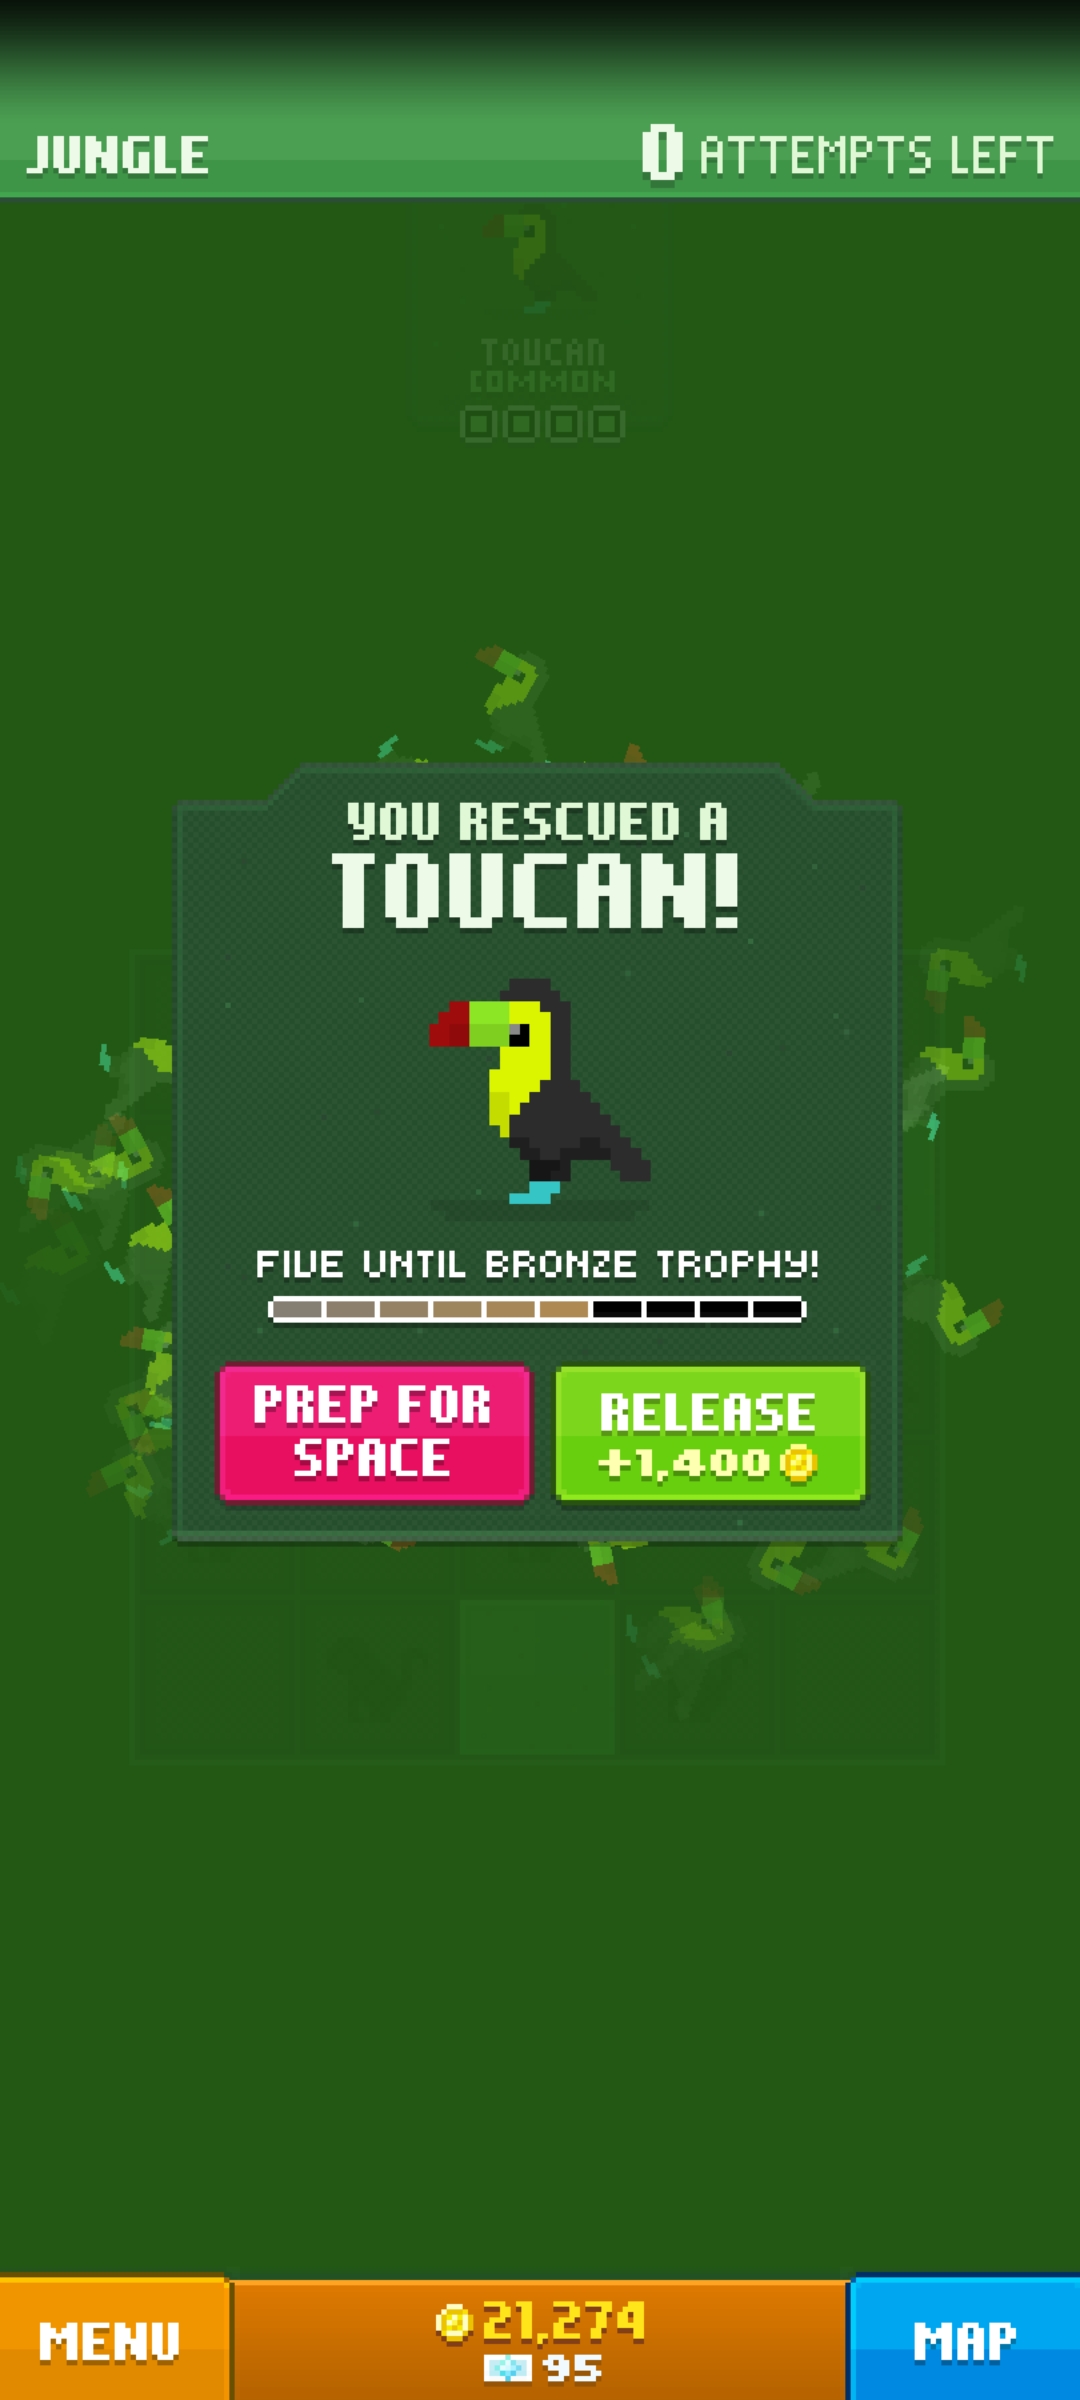 JUNGLE
0 ATTEMPTS LEFT
TOUCAN
COMMON
YOU RESCUED A
TOUCAN!
FIVE UNTIL BRONZE TROPHY!
PREP FOR
SPACE
RELEASE
+1,400
MENU
21,274
95
MAP